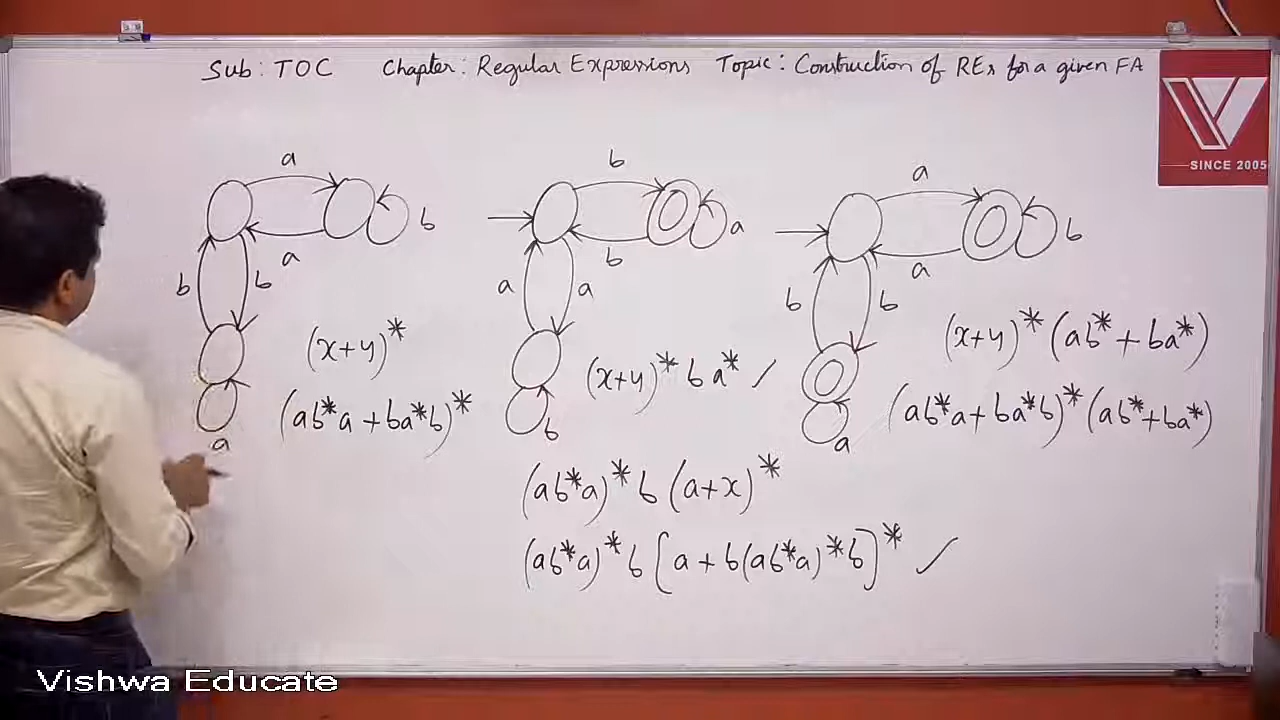 Sub: TOC Chapter: Regular Expressions Topic: Construction of REs for a given FA
SINCE 2005
a
b
a
b
b
a
(x+y)*
(ab*a + ba*b)*
b
a
b
a
a
b
(x+y)* ba* ✓
(ab*a)* b (a+x)*
(ab*a)* b [a + b(ab*a)*b]* ✓
a
b
a
b
b
a
(x+y)* (ab* + ba*)
(ab*a + ba*b)* (ab*+ba*)
Vishwa Educate